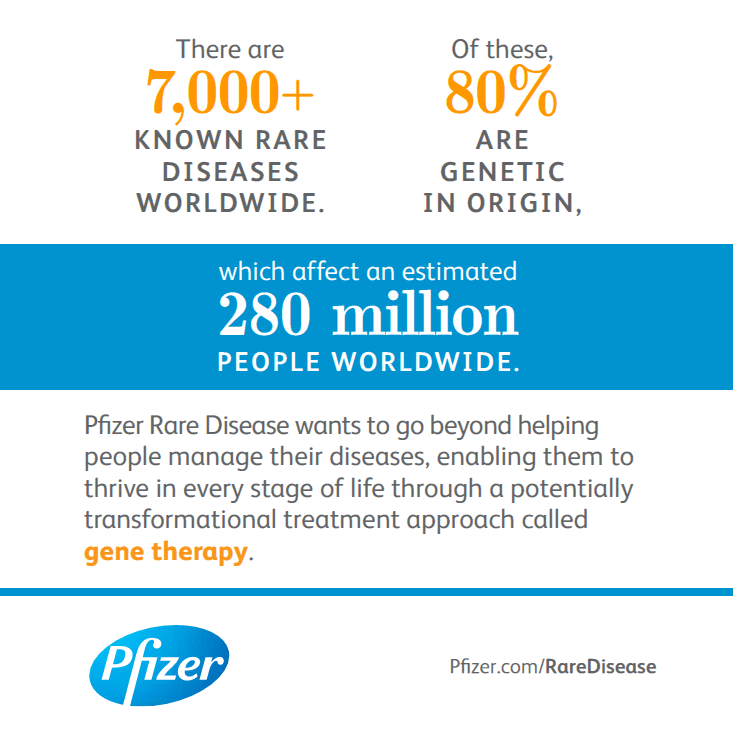 There are
7,000+
KNOWN RARE
DISEASES
WORLDWIDE.
Of these,
80%
ARE
GENETIC
IN ORIGIN,
which affect an estimated
280 million
PEOPLE WORLDWIDE.
Pfizer Rare Disease wants to go beyond helping
people manage their diseases, enabling them to
thrive in every stage of life through a potentially
transformational treatment approach called
gene therapy.
Pfizer
Pfizer.com/RareDisease